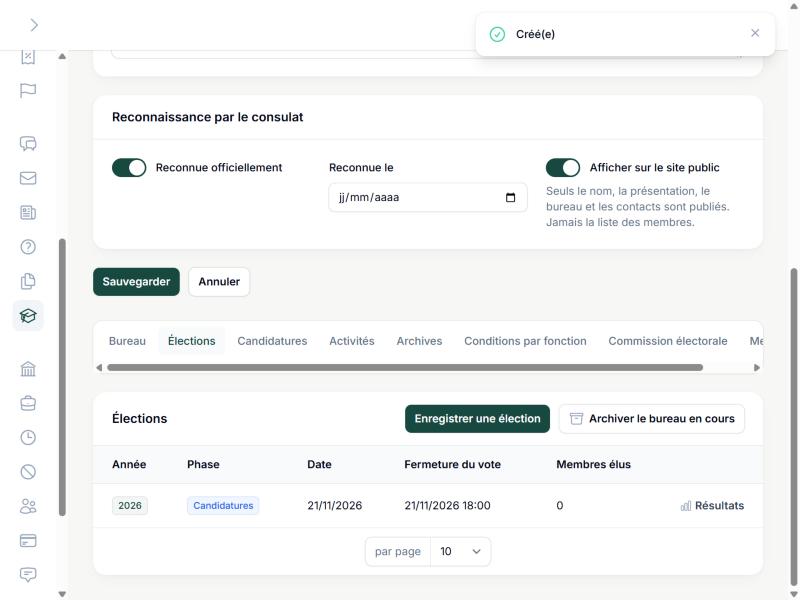 Créé(e)
Reconnaissance par le consulat
Reconnue officiellement
Reconnue le
jj/mm/aaaa
Afficher sur le site public
Seuls le nom, la présentation, le
bureau et les contacts sont publiés.
Jamais la liste des membres.
Sauvegarder
Annuler
Bureau Élections Candidatures Activités Archives Conditions par fonction Commission électorale
Élections
Enregistrer une élection
Archiver le bureau en cours
Année Phase Date Fermeture du vote Membres élus
2026 Candidatures 21/11/2026 21/11/2026 18:00 0 Résultats
par page 10